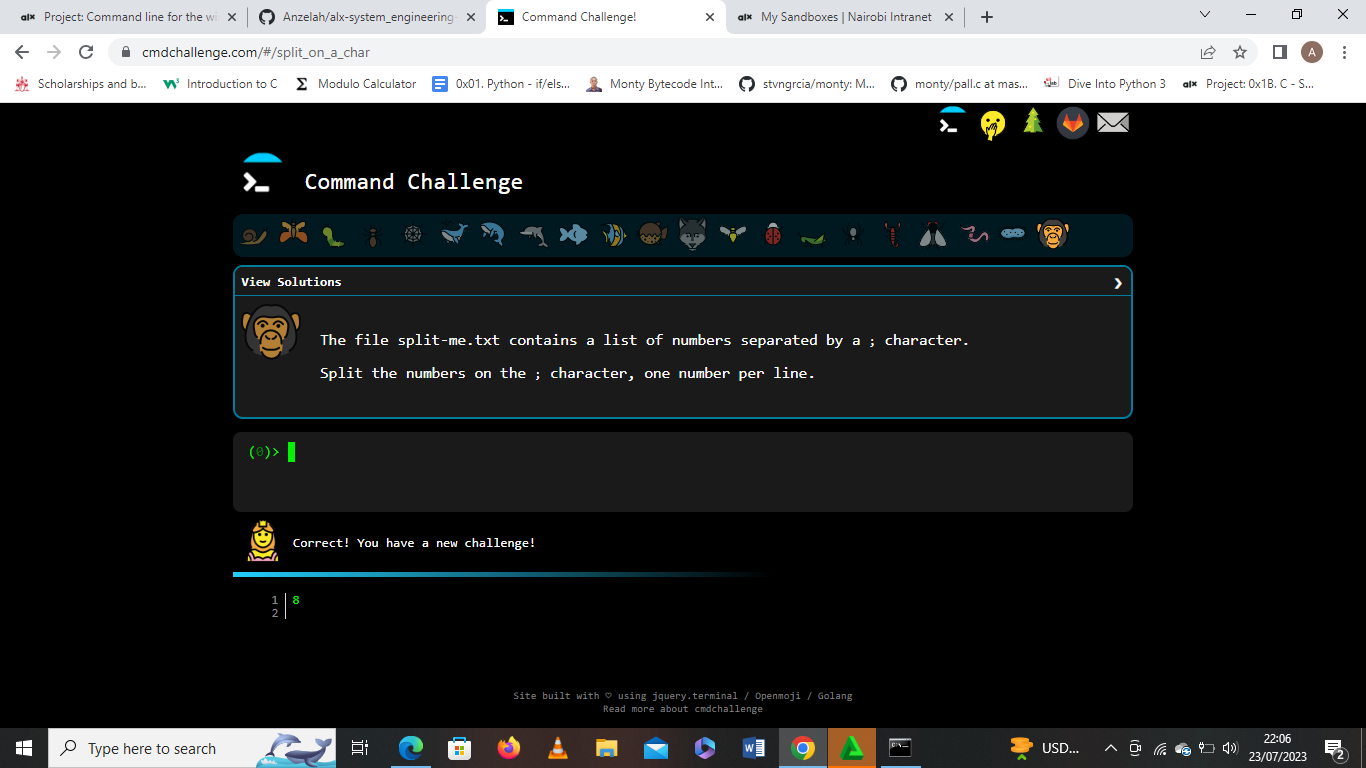 alx Project: Command line for the wi
Anzelah/alx-system_engineering-
Command Challenge!
alx My Sandboxes | Nairobi Intranet
cmdchallenge.com/#/split_on_a_char
A
Scholarships and b...
Introduction to C
Modulo Calculator
0x01. Python - if/els...
Monty Bytecode Int...
stvngrcia/monty: M...
monty/pall.c at mas...
Dive Into Python 3
alx Project: 0x1B. C - S...
Command Challenge
View Solutions
The file split-me.txt contains a list of numbers separated by a ; character.
Split the numbers on the ; character, one number per line.
(0)>
Correct! You have a new challenge!
1 8
2
Site built with ♡ using jquery.terminal / Openmoji / Golang
Read more about cmdchallenge
Type here to search
USD...
22:06
23/07/2023
2